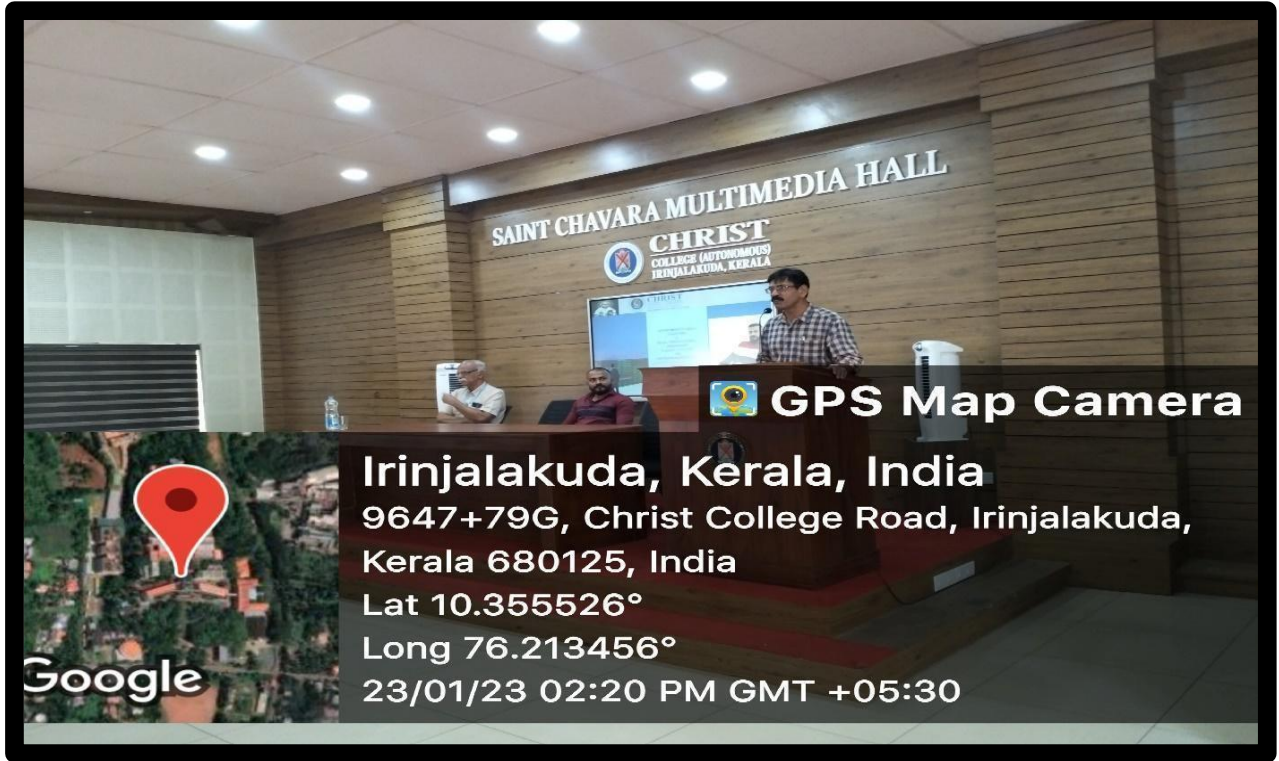 SAINT CHAVARA MULTIMEDIA HALL
CHRIST
COLLEGE (AUTONOMOUS)
IRINJALAKUDA, KERALA
CHRIST
GPS Map Camera
Irinjalakuda, Kerala, India
9647+79G, Christ College Road, Irinjalakuda,
Kerala 680125, India
Lat 10.355526°
Long 76.213456°
23/01/23 02:20 PM GMT +05:30
Google